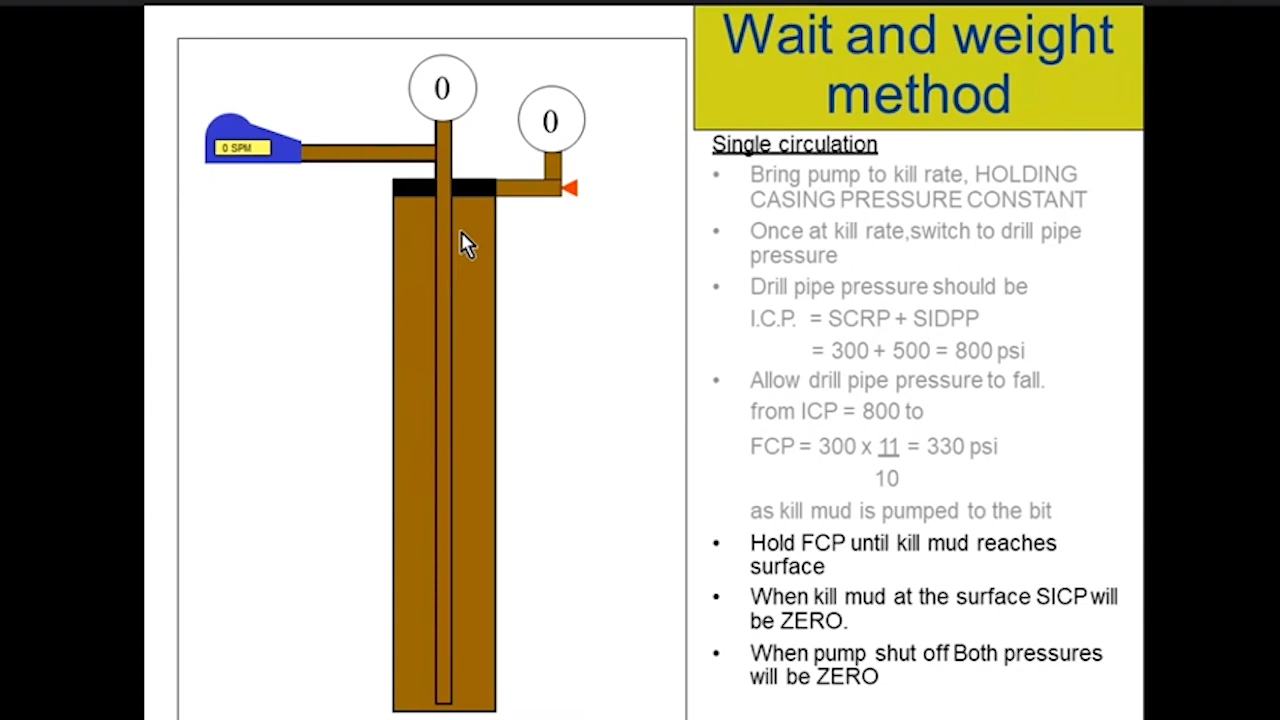 Wait and weight
method
0
0
0 SPM
Single circulation
• Bring pump to kill rate, HOLDING
CASING PRESSURE CONSTANT
• Once at kill rate,switch to drill pipe
pressure
• Drill pipe pressure should be
I.C.P. = SCRP + SIDPP
= 300 + 500 = 800 psi
• Allow drill pipe pressure to fall.
from ICP = 800 to
FCP = 300 x 11 = 330 psi
10
as kill mud is pumped to the bit
• Hold FCP until kill mud reaches
surface
• When kill mud at the surface SICP will
be ZERO.
• When pump shut off Both pressures
will be ZERO